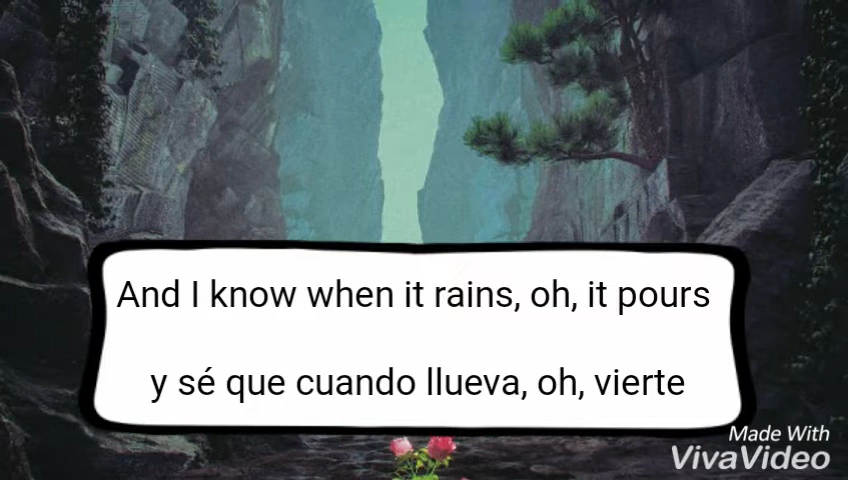 And I know when it rains, oh, it pours
y sé que cuando llueva, oh, vierte
Made With
VivaVideo